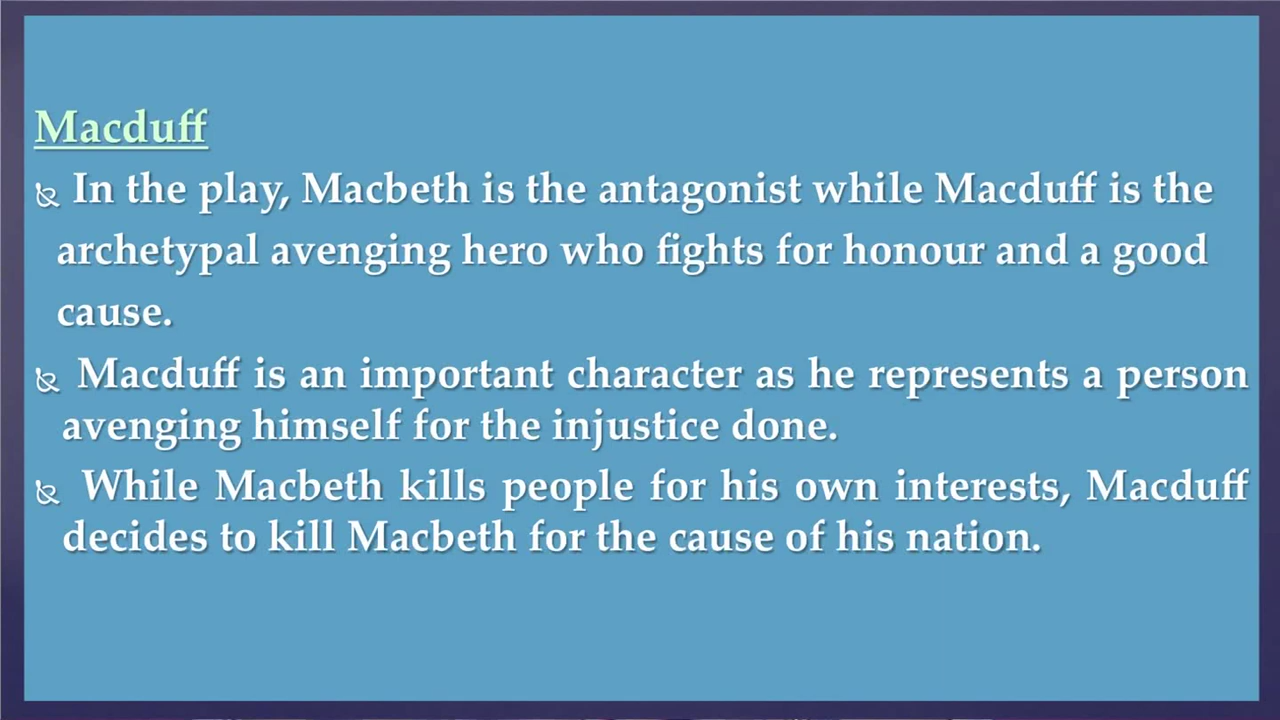 Macduff
In the play, Macbeth is the antagonist while Macduff is the
archetypal avenging hero who fights for honour and a good
cause.
Macduff is an important character as he represents a person
avenging himself for the injustice done.
While Macbeth kills people for his own interests, Macduff
decides to kill Macbeth for the cause of his nation.